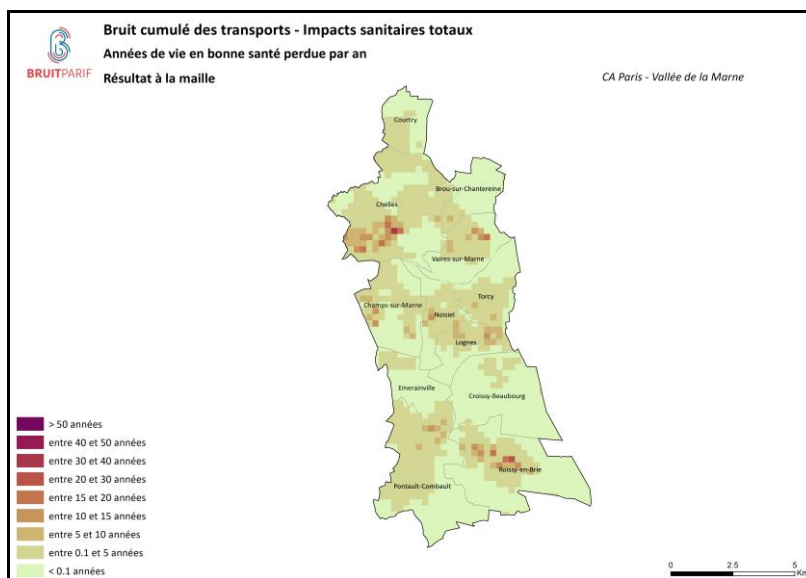 Bruit cumulé des transports - Impacts sanitaires totaux
Années de vie en bonne santé perdue par an
BRUITPARIF
Résultat à la maille
CA Paris - Vallée de la Marne
Courtry
Brou-sur-Chantereine
Chelles
Vaires-sur-Marne
Torcy
Champs-sur-Marne
Noisiel
Lognes
Emerainville
Croissy-Beaubourg
Roissy-en-Brie
Pontault-Combault
> 50 années
entre 40 et 50 années
entre 30 et 40 années
entre 20 et 30 années
entre 15 et 20 années
entre 10 et 15 années
entre 5 et 10 années
entre 0.1 et 5 années
< 0.1 années
0 2.5 5
Km